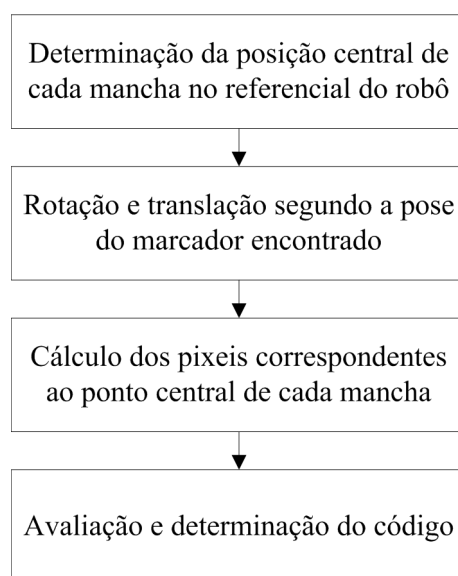 Determinação da posição central de
cada mancha no referencial do robô
Rotação e translação segundo a pose
do marcador encontrado
Cálculo dos pixeis correspondentes
ao ponto central de cada mancha
Avaliação e determinação do código